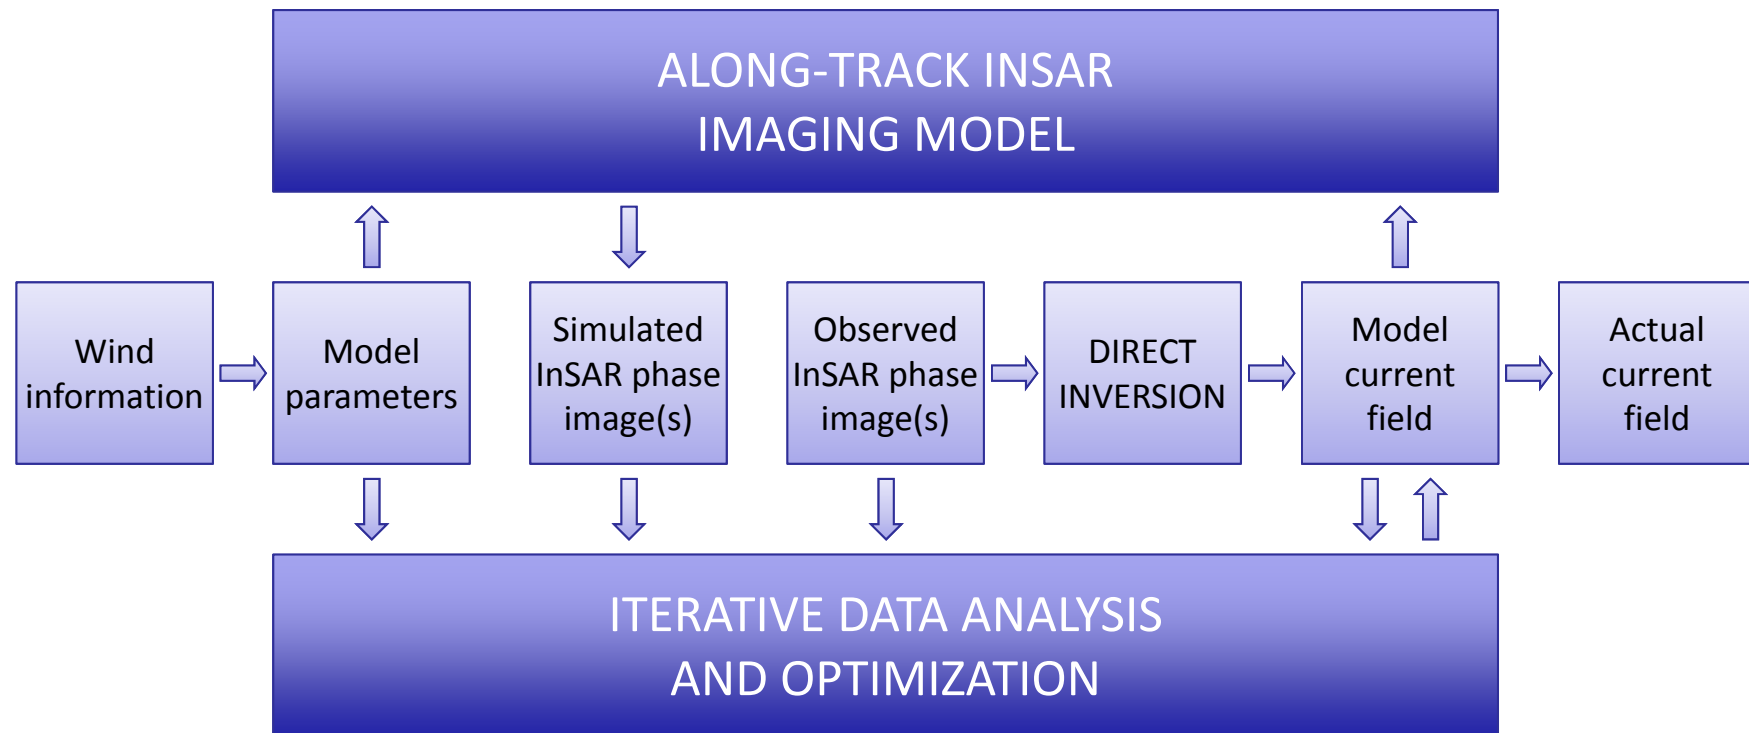 ALONG-TRACK INSAR
IMAGING MODEL
Wind
information
Model
parameters
Simulated
InSAR phase
image(s)
Observed
InSAR phase
image(s)
DIRECT
INVERSION
Model
current
field
Actual
current
field
ITERATIVE DATA ANALYSIS
AND OPTIMIZATION